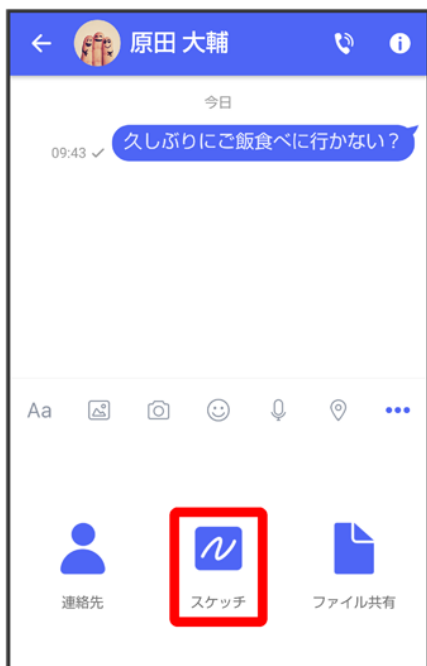 原田 大輔
今日
久しぶりにご飯食べに行かない？
09:43
Aa
連絡先
スケッチ
ファイル共有